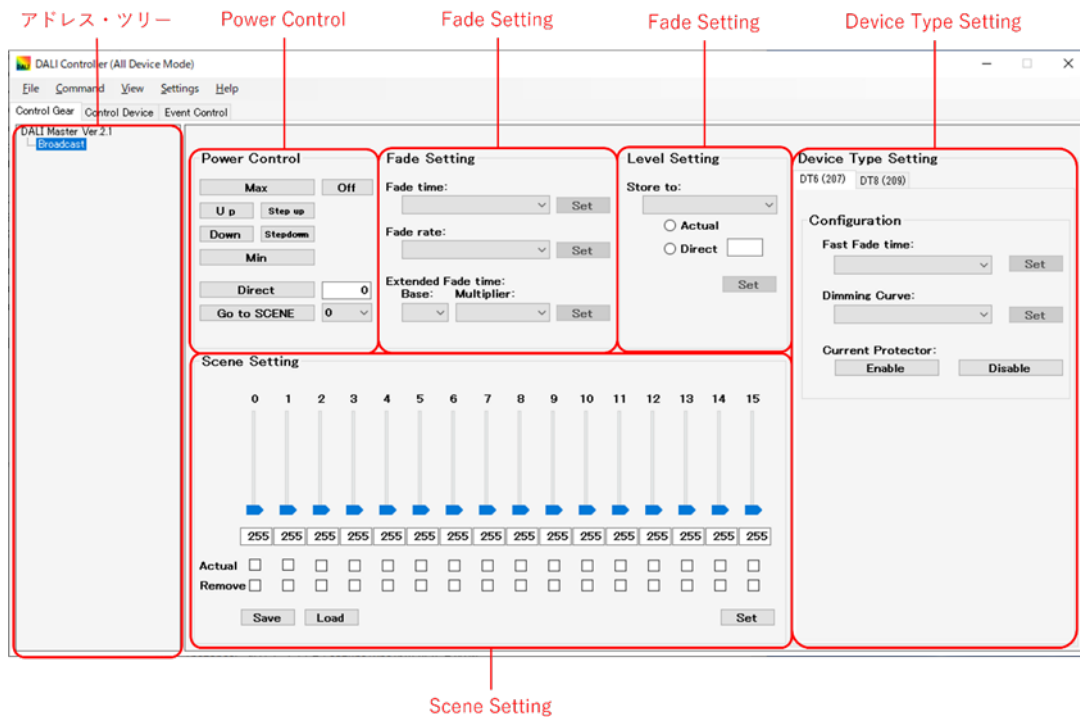 アドレス・ツリー Power Control Fade Setting Fade Setting Device Type Setting
DALI Controller (All Device Mode)
File Command View Settings Help
Control Gear Control Device Event Control
DALI Master Ver.2.1
Broadcast
Power Control
Max Off
U p Step up
Down Stepdown
Min
Direct 0
Go to SCENE 0
Fade Setting
Fade time:
Set
Fade rate:
Set
Extended Fade time:
Base: Multiplier:
Set
Level Setting
Store to:
Actual
Direct
Set
Device Type Setting
DT6 (207) DT8 (209)
Configuration
Fast Fade time:
Set
Dimming Curve:
Set
Current Protector:
Enable Disable
Scene Setting
0 1 2 3 4 5 6 7 8 9 10 11 12 13 14 15
255 255 255 255 255 255 255 255 255 255 255 255 255 255 255 255
Actual
Remove
Save Load Set
Scene Setting